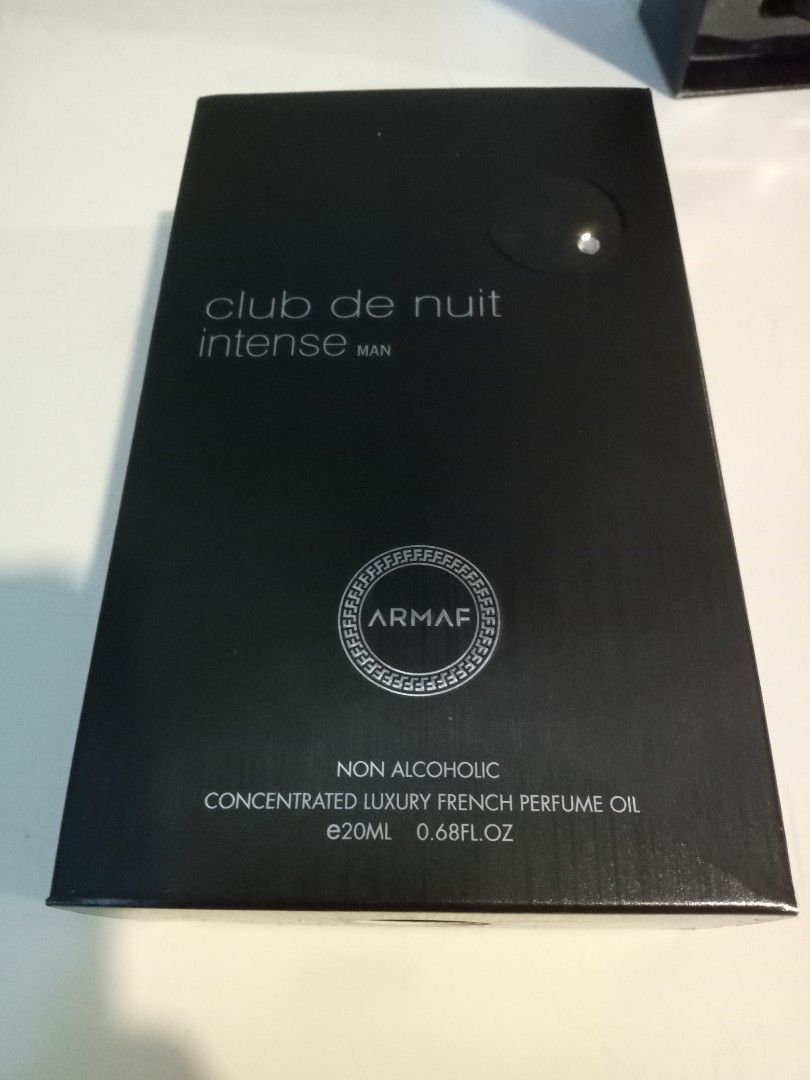 club de nuit
intense MAN
ARMAF
NON ALCOHOLIC
CONCENTRATED LUXURY FRENCH PERFUME OIL
e20ML 0.68FL.OZ